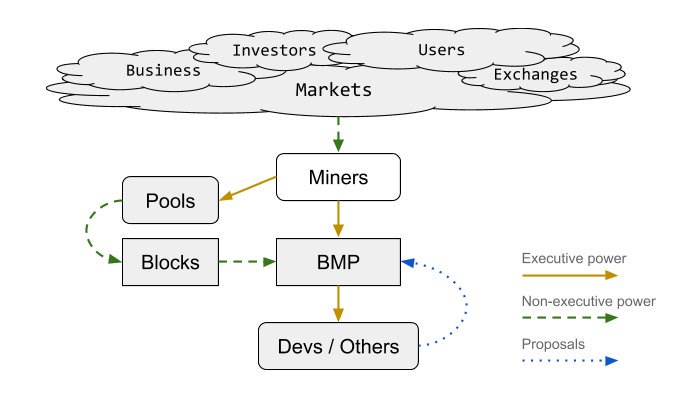 Investors
Users
Business
Exchanges
Markets
Miners
Pools
Blocks
BMP
Devs / Others
Executive power
Non-executive power
Proposals